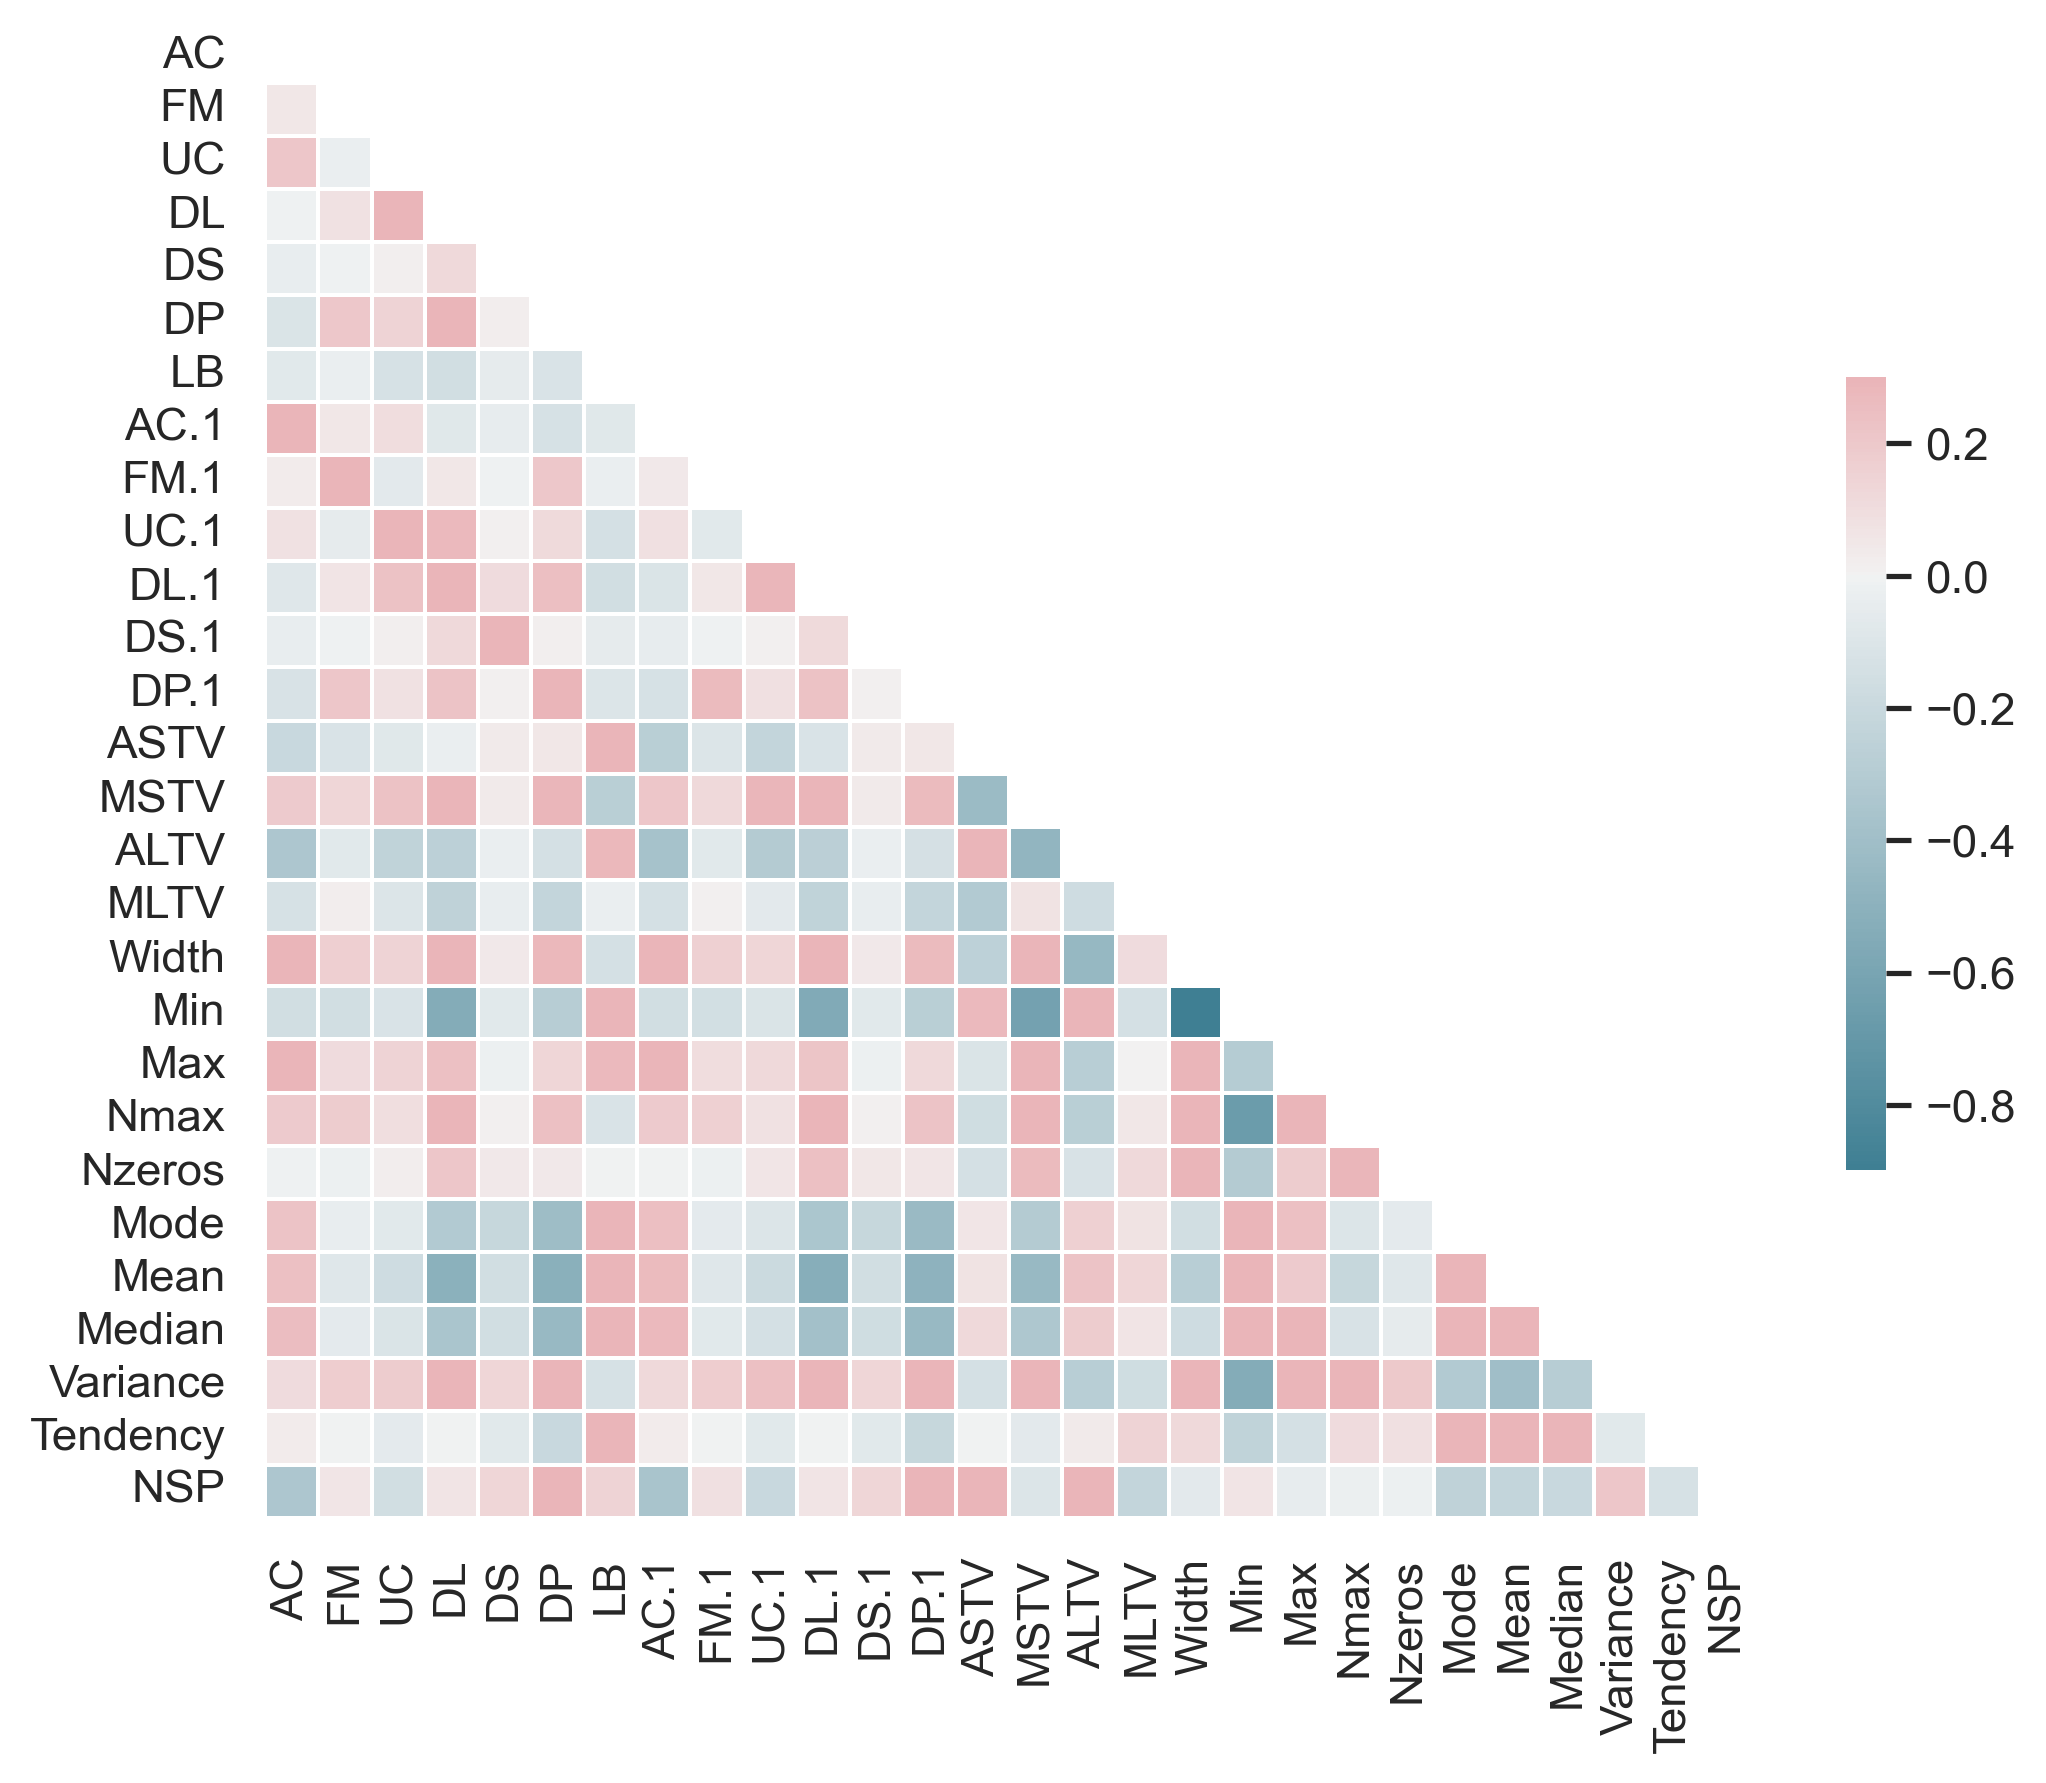 AC
FM
UC
DL
DS
DP
LB
AC.1
FM.1
UC.1
DL.1
DS.1
DP.1
ASTV
MSTV
ALTV
MLTV
Width
Min
Max
Nmax
Nzeros
Mode
Mean
Median
Variance
Tendency
NSP
AC
FM
UC
DL
DS
DP
LB
AC.1
FM.1
UC.1
DL.1
DS.1
DP.1
ASTV
MSTV
ALTV
MLTV
Width
Min
Max
Nmax
Nzeros
Mode
Mean
Median
Variance
Tendency
NSP
0.2
0.0
−0.2
−0.4
−0.6
−0.8